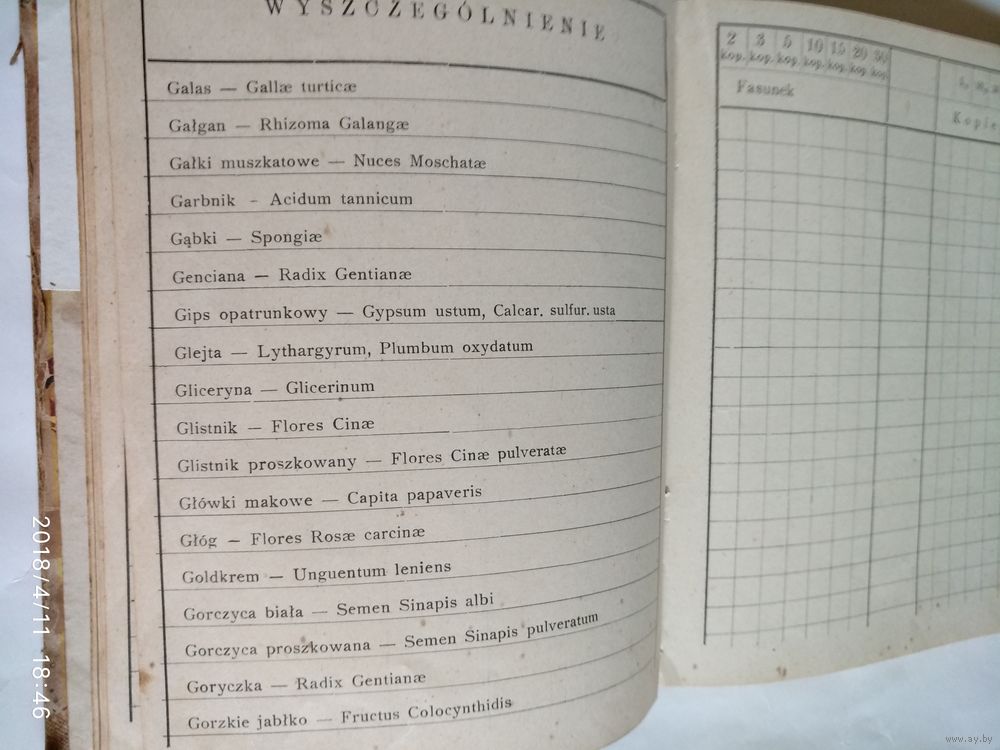 WYSZCZEGÓLNIENIE
Galas — Gallæ turticæ
Gałgan — Rhizoma Galangæ
Gałki muszkatowe — Nuces Moschatæ
Garbnik - Acidum tannicum
Gąbki — Spongiæ
Genciana — Radix Gentianæ
Gips opatrunkowy — Gypsum ustum, Calcar. sulfur. usta
Glejta — Lythargyrum, Plumbum oxydatum
Gliceryna — Glicerinum
Glistnik — Flores Cinæ
Glistnik proszkowany — Flores Cinæ pulveratæ
Główki makowe — Capita papaveris
Głóg — Flores Rosæ carcinæ
Goldkrem — Unguentum leniens
Gorczyca biała — Semen Sinapis albi
Gorczyca proszkowana — Semen Sinapis pulveratum
Goryczka — Radix Gentianæ
Gorzkie jabłko — Fructus Colocynthidis
2 3 5 10 15 20 30
kop. kop. kop. kop. kop. kop. kop.
Fasunek
Kopie
2018/4/11 18:46
www.ay.by